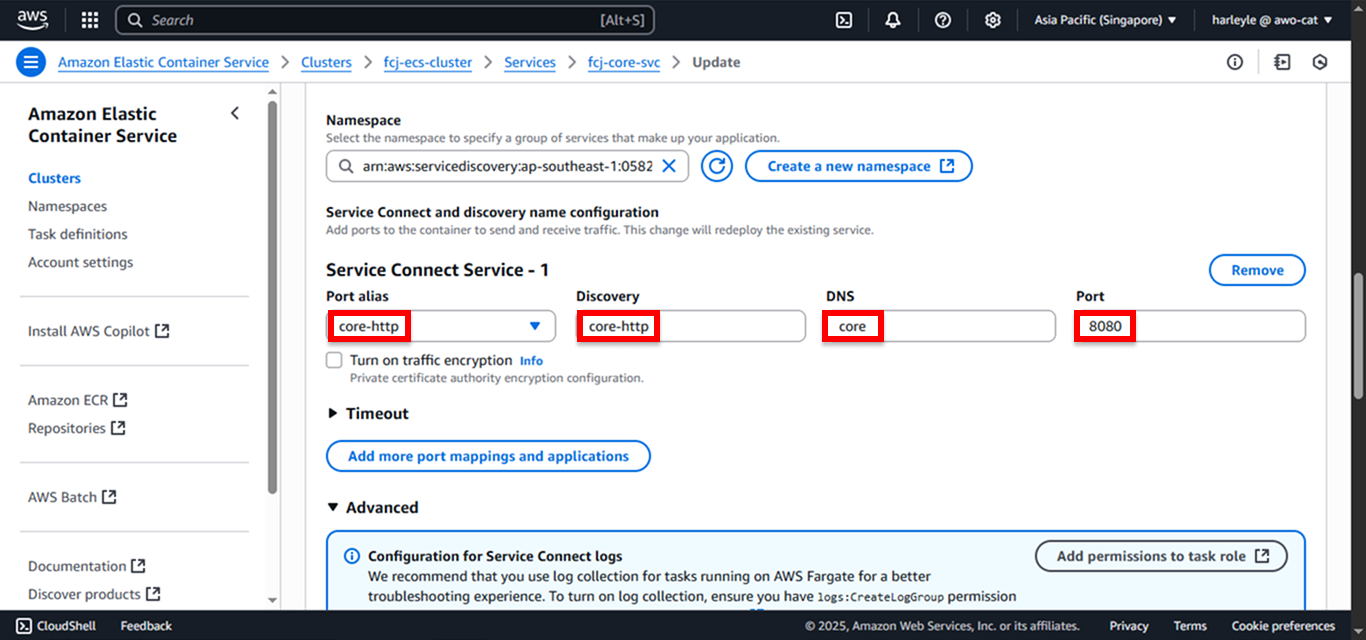 aws
Search
[Alt+S]
Asia Pacific (Singapore)
harleyle @ awo-cat
Amazon Elastic Container Service > Clusters > fcj-ecs-cluster > Services > fcj-core-svc > Update
Amazon Elastic
Container Service
Clusters
Namespaces
Task definitions
Account settings
Install AWS Copilot
Amazon ECR
Repositories
AWS Batch
Documentation
Discover products
Namespace
Select the namespace to specify a group of services that make up your application.
arn:aws:servicediscovery:ap-southeast-1:0582
Create a new namespace
Service Connect and discovery name configuration
Add ports to the container to send and receive traffic. This change will redeploy the existing service.
Service Connect Service - 1
Remove
Port alias
Discovery
DNS
Port
core-http
core-http
core
8080
Turn on traffic encryption Info
Private certificate authority encryption configuration.
Timeout
Add more port mappings and applications
Advanced
Configuration for Service Connect logs
Add permissions to task role
We recommend that you use log collection for tasks running on AWS Fargate for a better
troubleshooting experience. To turn on log collection, ensure you have logs:CreateLogGroup permission
CloudShell
Feedback
© 2025, Amazon Web Services, Inc. or its affiliates.
Privacy
Terms
Cookie preferences